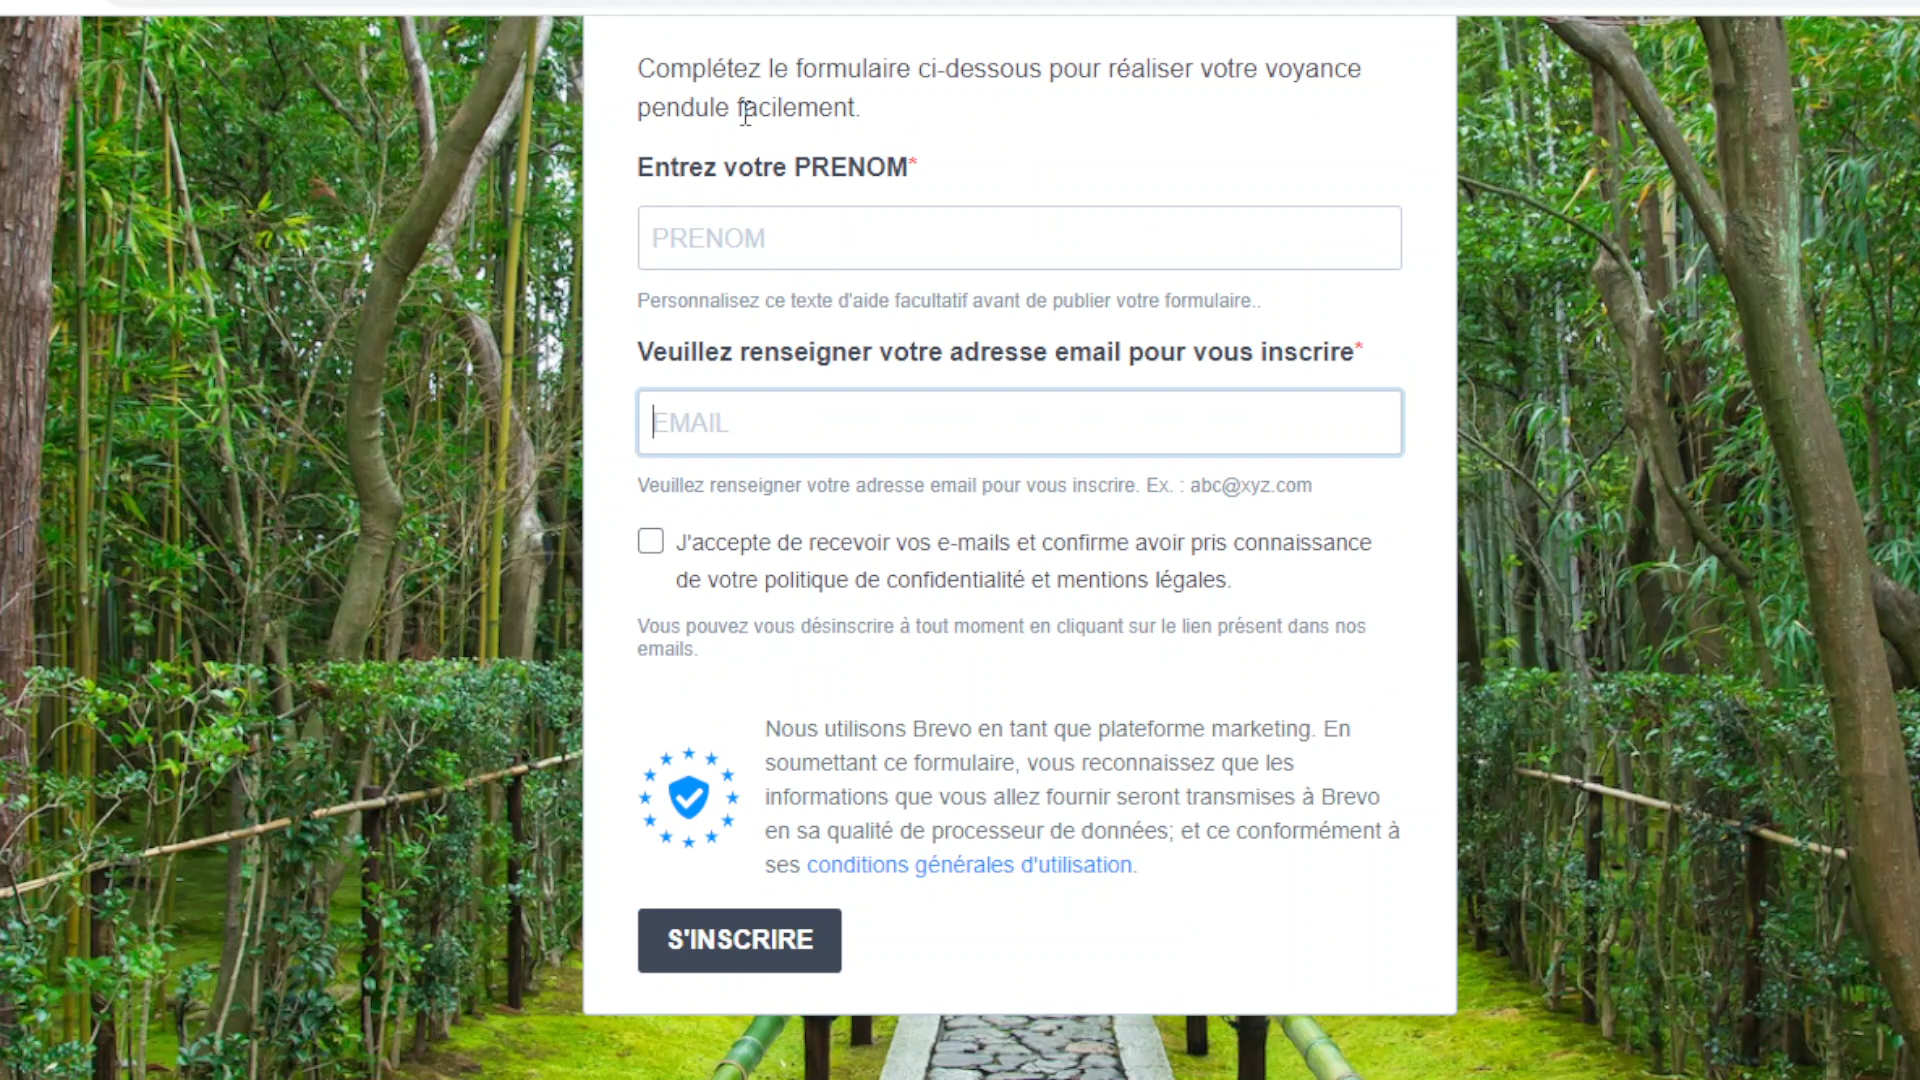 Complétez le formulaire ci-dessous pour réaliser votre voyance
pendule facilement.
Entrez votre PRENOM*
PRENOM
Personnalisez ce texte d'aide facultatif avant de publier votre formulaire..
Veuillez renseigner votre adresse email pour vous inscrire*
EMAIL
Veuillez renseigner votre adresse email pour vous inscrire. Ex. : abc@xyz.com
J'accepte de recevoir vos e-mails et confirme avoir pris connaissance
de votre politique de confidentialité et mentions légales.
Vous pouvez vous désinscrire à tout moment en cliquant sur le lien présent dans nos
emails.
Nous utilisons Brevo en tant que plateforme marketing. En
soumettant ce formulaire, vous reconnaissez que les
informations que vous allez fournir seront transmises à Brevo
en sa qualité de processeur de données; et ce conformément à
ses conditions générales d'utilisation.
S'INSCRIRE